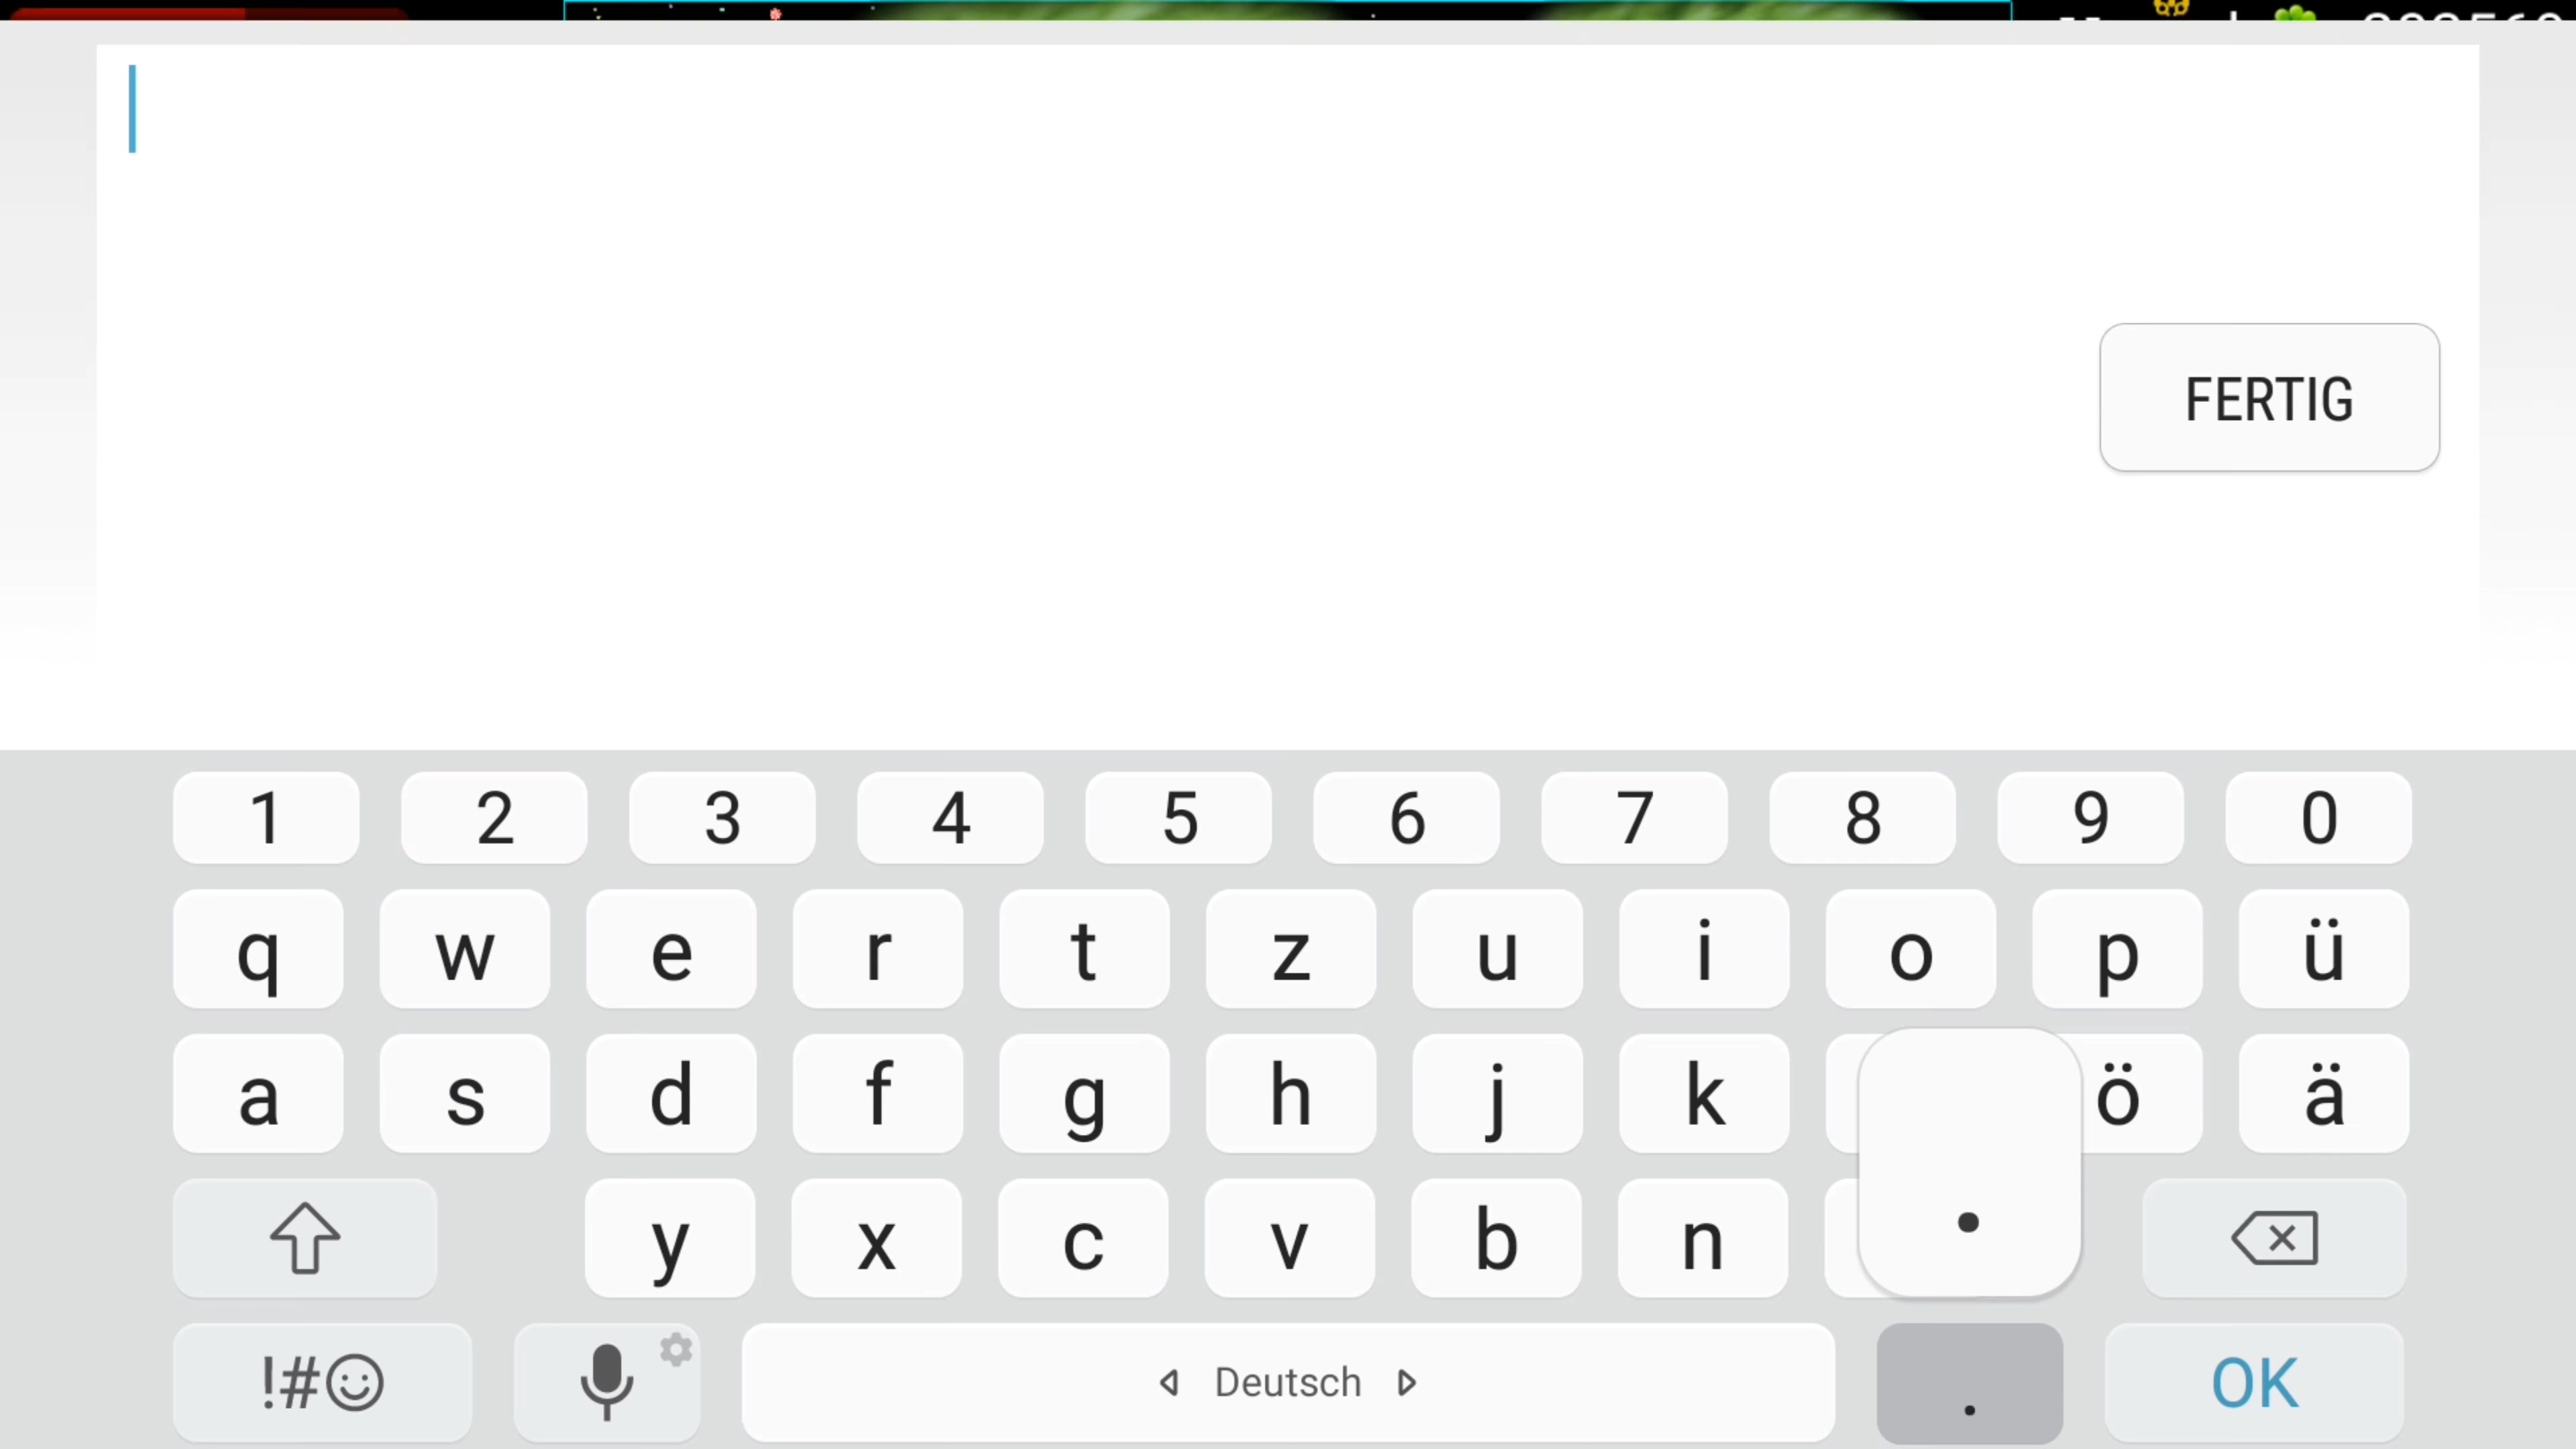 FERTIG
1 2 3 4 5 6 7 8 9 0
q w e r t z u i o p ü
a s d f g h j k ö ä
y x c v b n .
!#☺ Deutsch . OK